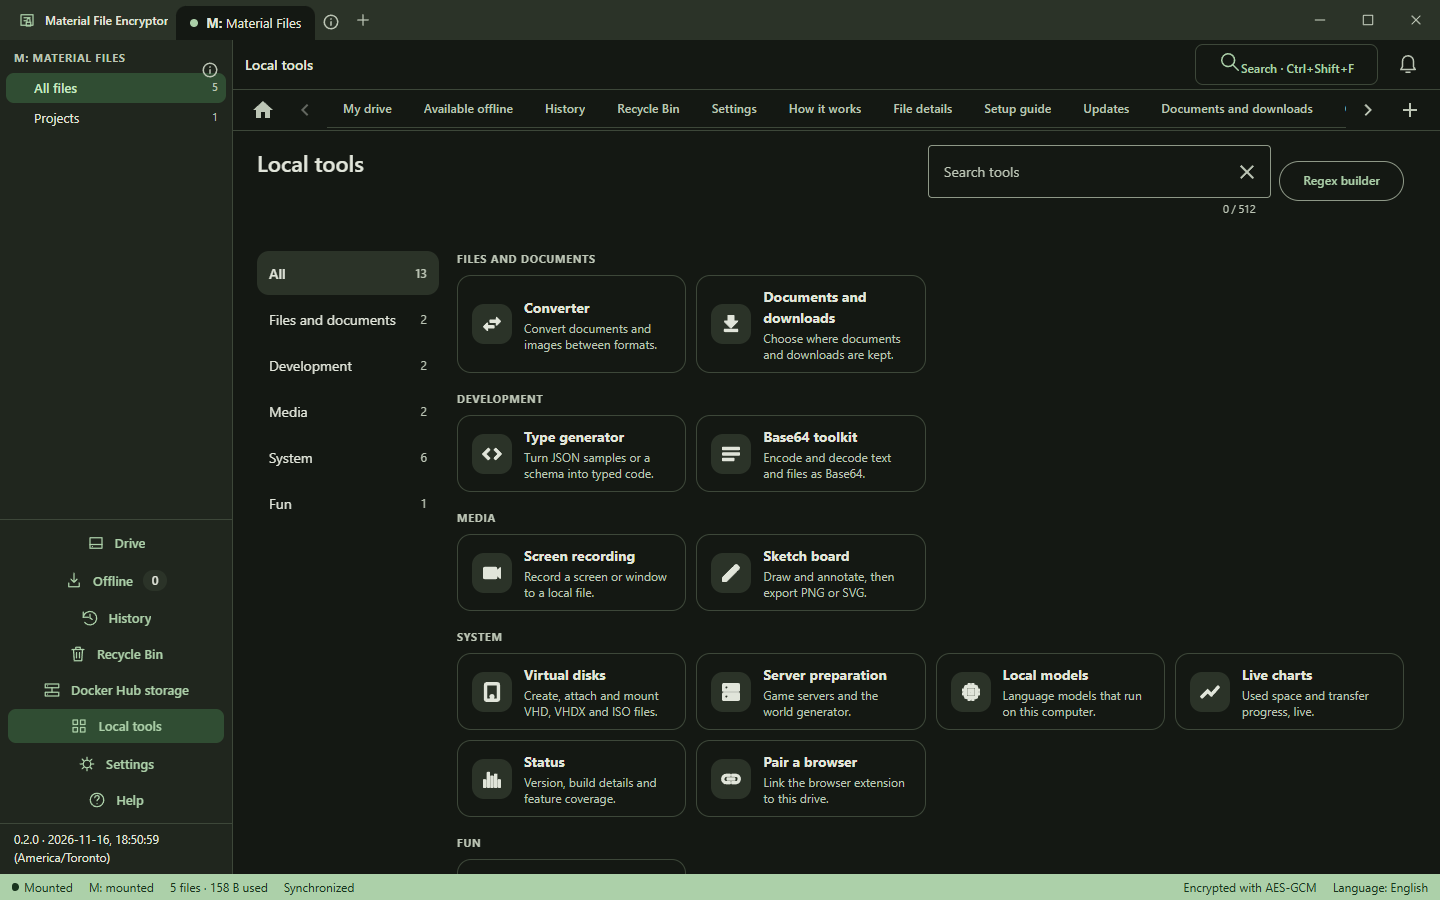 Material File Encryptor
M: Material Files
M: MATERIAL FILES
All files 5
Projects 1
Local tools
Search · Ctrl+Shift+F
My drive
Available offline
History
Recycle Bin
Settings
How it works
File details
Setup guide
Updates
Documents and downloads
Local tools
Search tools
0 / 512
Regex builder
All 13
Files and documents 2
Development 2
Media 2
System 6
Fun 1
FILES AND DOCUMENTS
Converter
Convert documents and
images between formats.
Documents and
downloads
Choose where documents
and downloads are kept.
DEVELOPMENT
Type generator
Turn JSON samples or a
schema into typed code.
Base64 toolkit
Encode and decode text
and files as Base64.
MEDIA
Screen recording
Record a screen or window
to a local file.
Sketch board
Draw and annotate, then
export PNG or SVG.
SYSTEM
Virtual disks
Create, attach and mount
VHD, VHDX and ISO files.
Server preparation
Game servers and the
world generator.
Local models
Language models that run
on this computer.
Live charts
Used space and transfer
progress, live.
Status
Version, build details and
feature coverage.
Pair a browser
Link the browser extension
to this drive.
FUN
Drive
Offline 0
History
Recycle Bin
Docker Hub storage
Local tools
Settings
Help
0.2.0 · 2026-11-16, 18:50:59
(America/Toronto)
Mounted
M: mounted
5 files · 158 B used
Synchronized
Encrypted with AES-GCM
Language: English